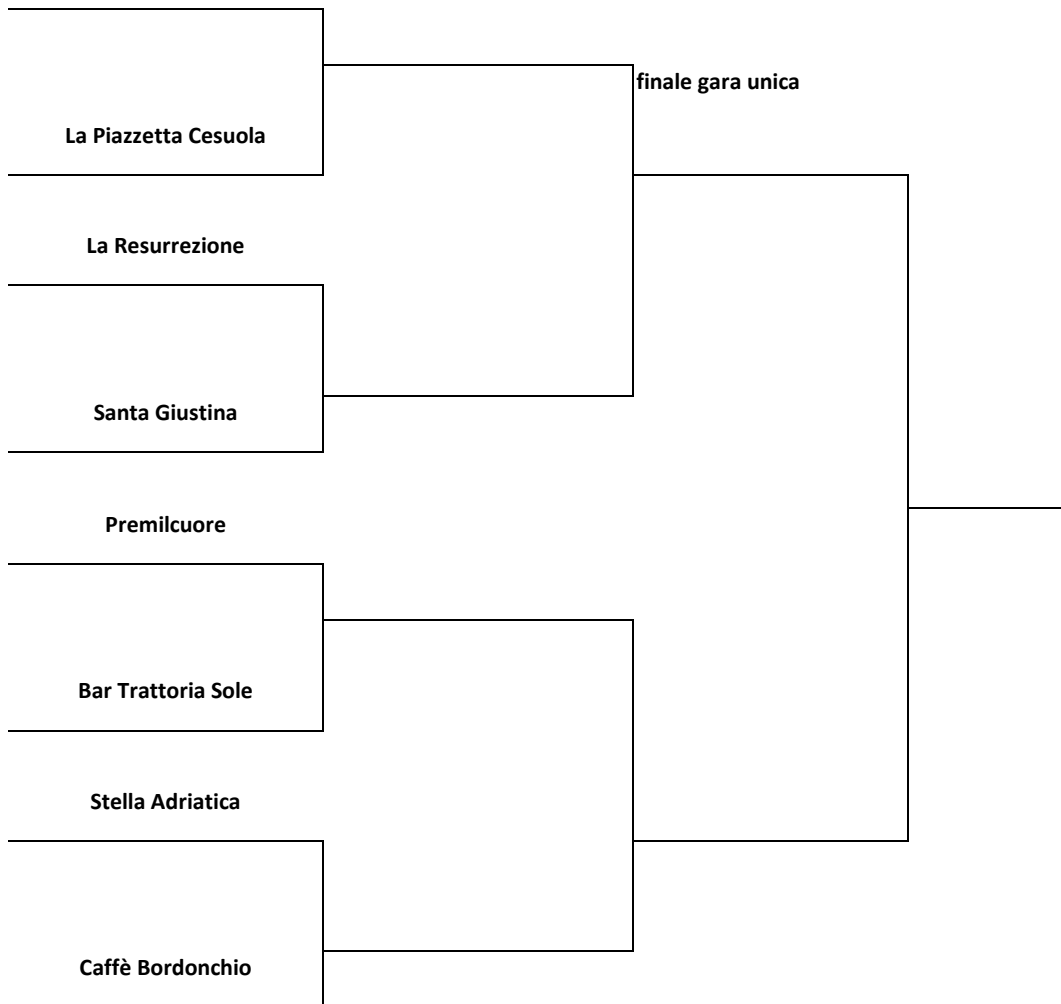 finale gara unica
La Piazzetta Cesuola
La Resurrezione
Santa Giustina
Premilcuore
Bar Trattoria Sole
Stella Adriatica
Caffè Bordonchio